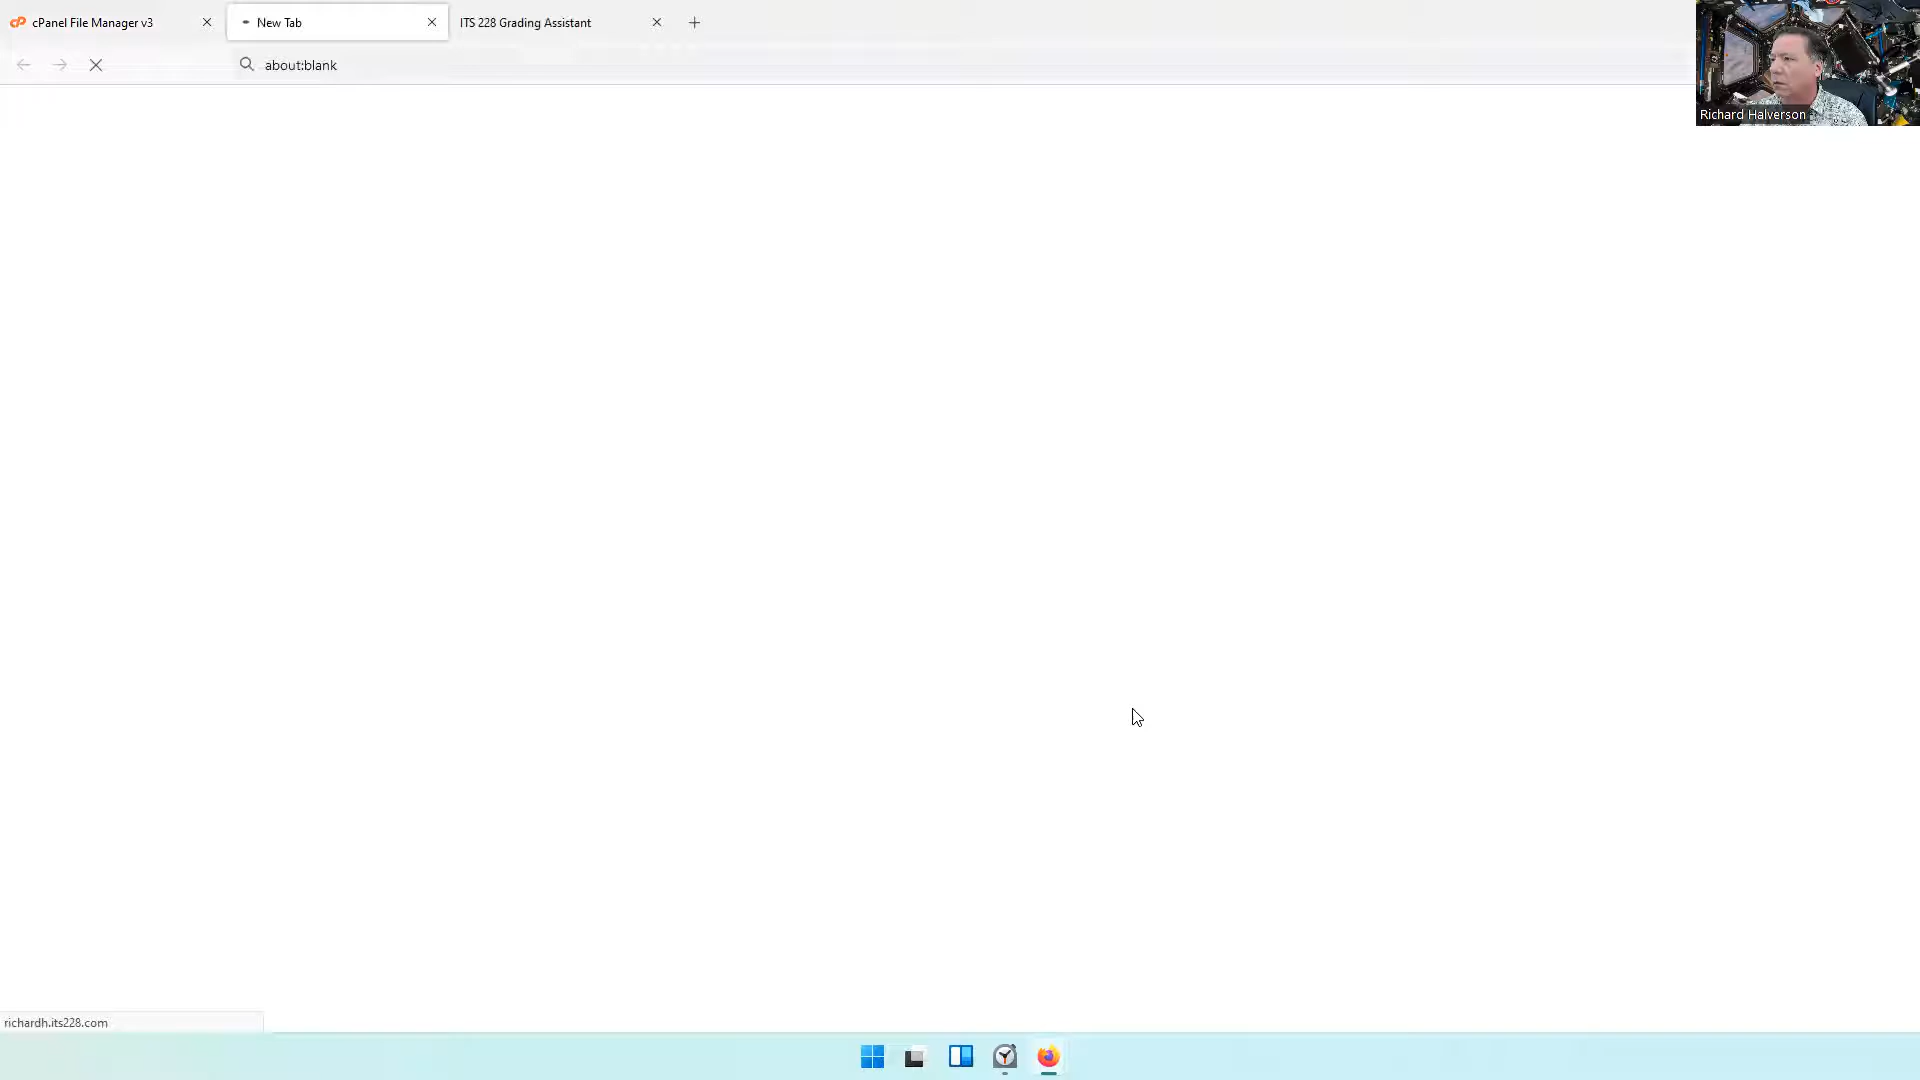 cPanel File Manager v3
New Tab
ITS 228 Grading Assistant
about:blank
Richard Halverson
richardh.its228.com